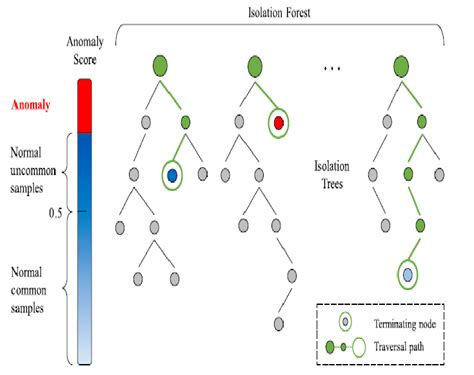 Isolation Forest
Anomaly
Score
Anomaly
Normal
uncommon
samples
0.5
Normal
common
samples
...
Isolation
Trees
Terminating node
Traversal path